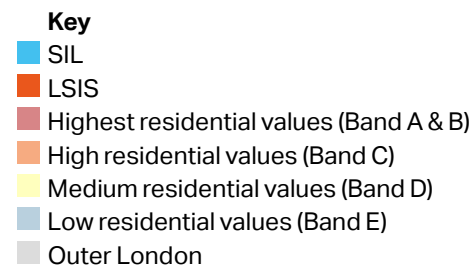 Key
SIL
LSIS
Highest residential values (Band A & B)
High residential values (Band C)
Medium residential values (Band D)
Low residential values (Band E)
Outer London